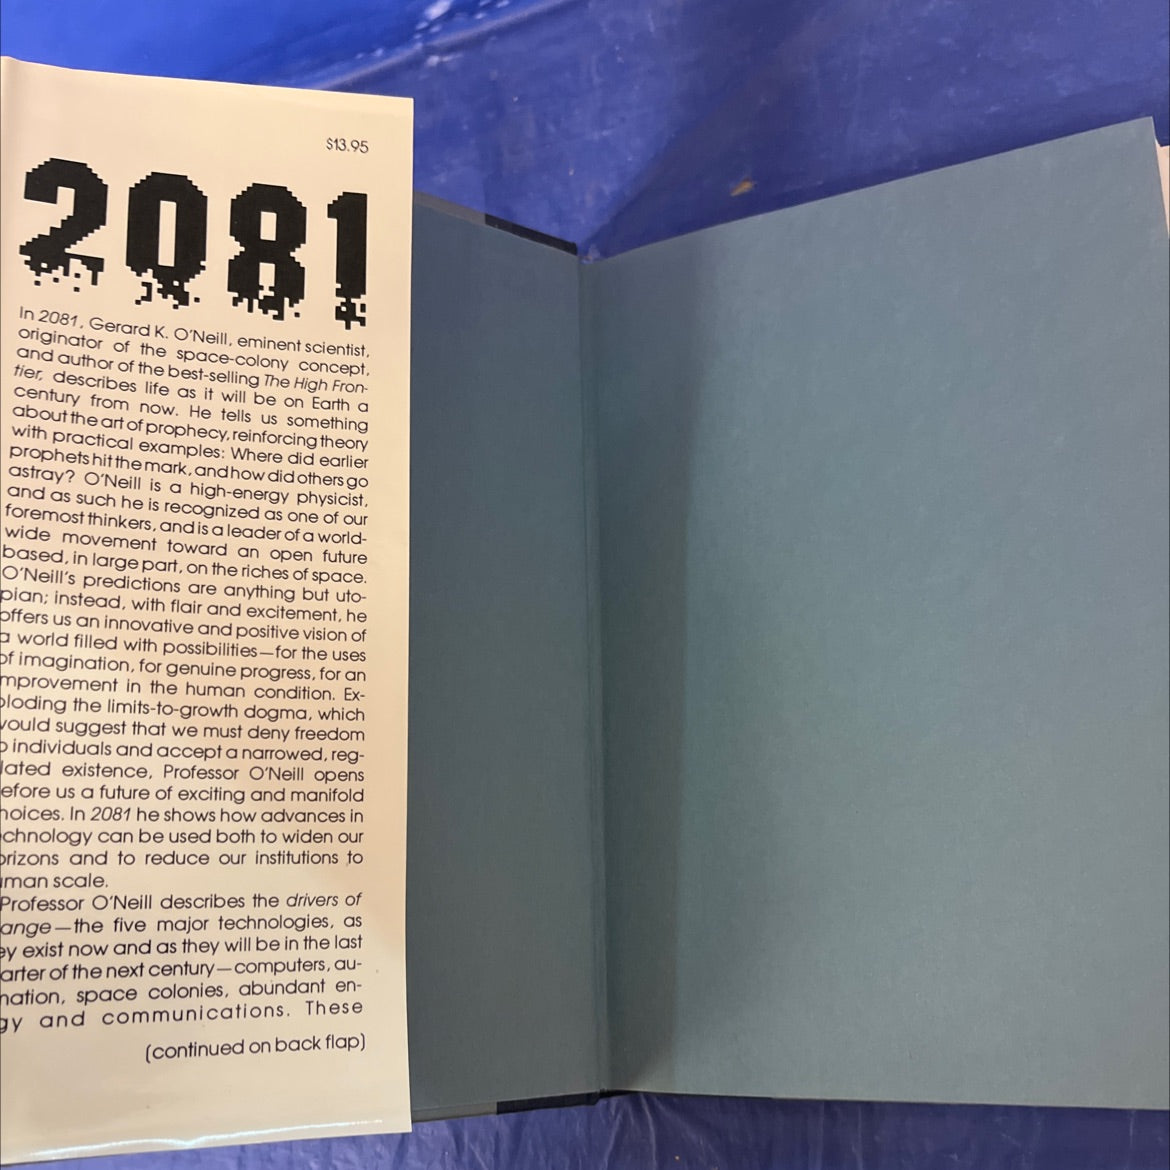 $13.95
2081
In 2081, Gerard K. O'Neill, eminent scientist,
originator of the space-colony concept,
and author of the best-selling The High Fron-
tier, describes life as it will be on Earth a
century from now. He tells us something
about the art of prophecy, reinforcing theory
with practical examples: Where did earlier
prophets hit the mark, and how did others go
astray? O'Neill is a high-energy physicist,
and as such he is recognized as one of our
foremost thinkers, and is a leader of a world-
wide movement toward an open future
based, in large part, on the riches of space.
O'Neill's predictions are anything but uto-
pian; instead, with flair and excitement, he
offers us an innovative and positive vision of
a world filled with possibilities—for the uses
of imagination, for genuine progress, for an
mprovement in the human condition. Ex-
ploding the limits-to-growth dogma, which
vould suggest that we must deny freedom
o individuals and accept a narrowed, reg-
lated existence, Professor O'Neill opens
efore us a future of exciting and manifold
hoices. In 2081 he shows how advances in
chnology can be used both to widen our
orizons and to reduce our institutions to
man scale.
Professor O'Neill describes the drivers of
ange—the five major technologies, as
ey exist now and as they will be in the last
arter of the next century—computers, au-
nation, space colonies, abundant en-
gy and communications. These
(continued on back flap)